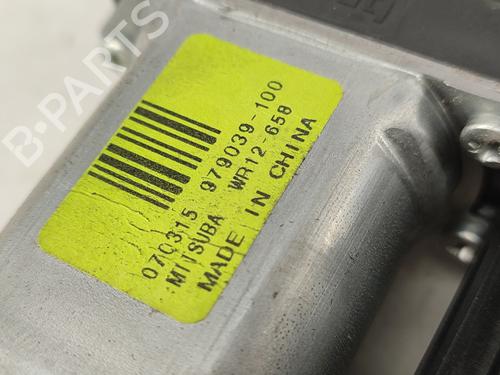 070315 979039-100
MITSUBA WR12 658
MADE IN CHINA
B-PARTS